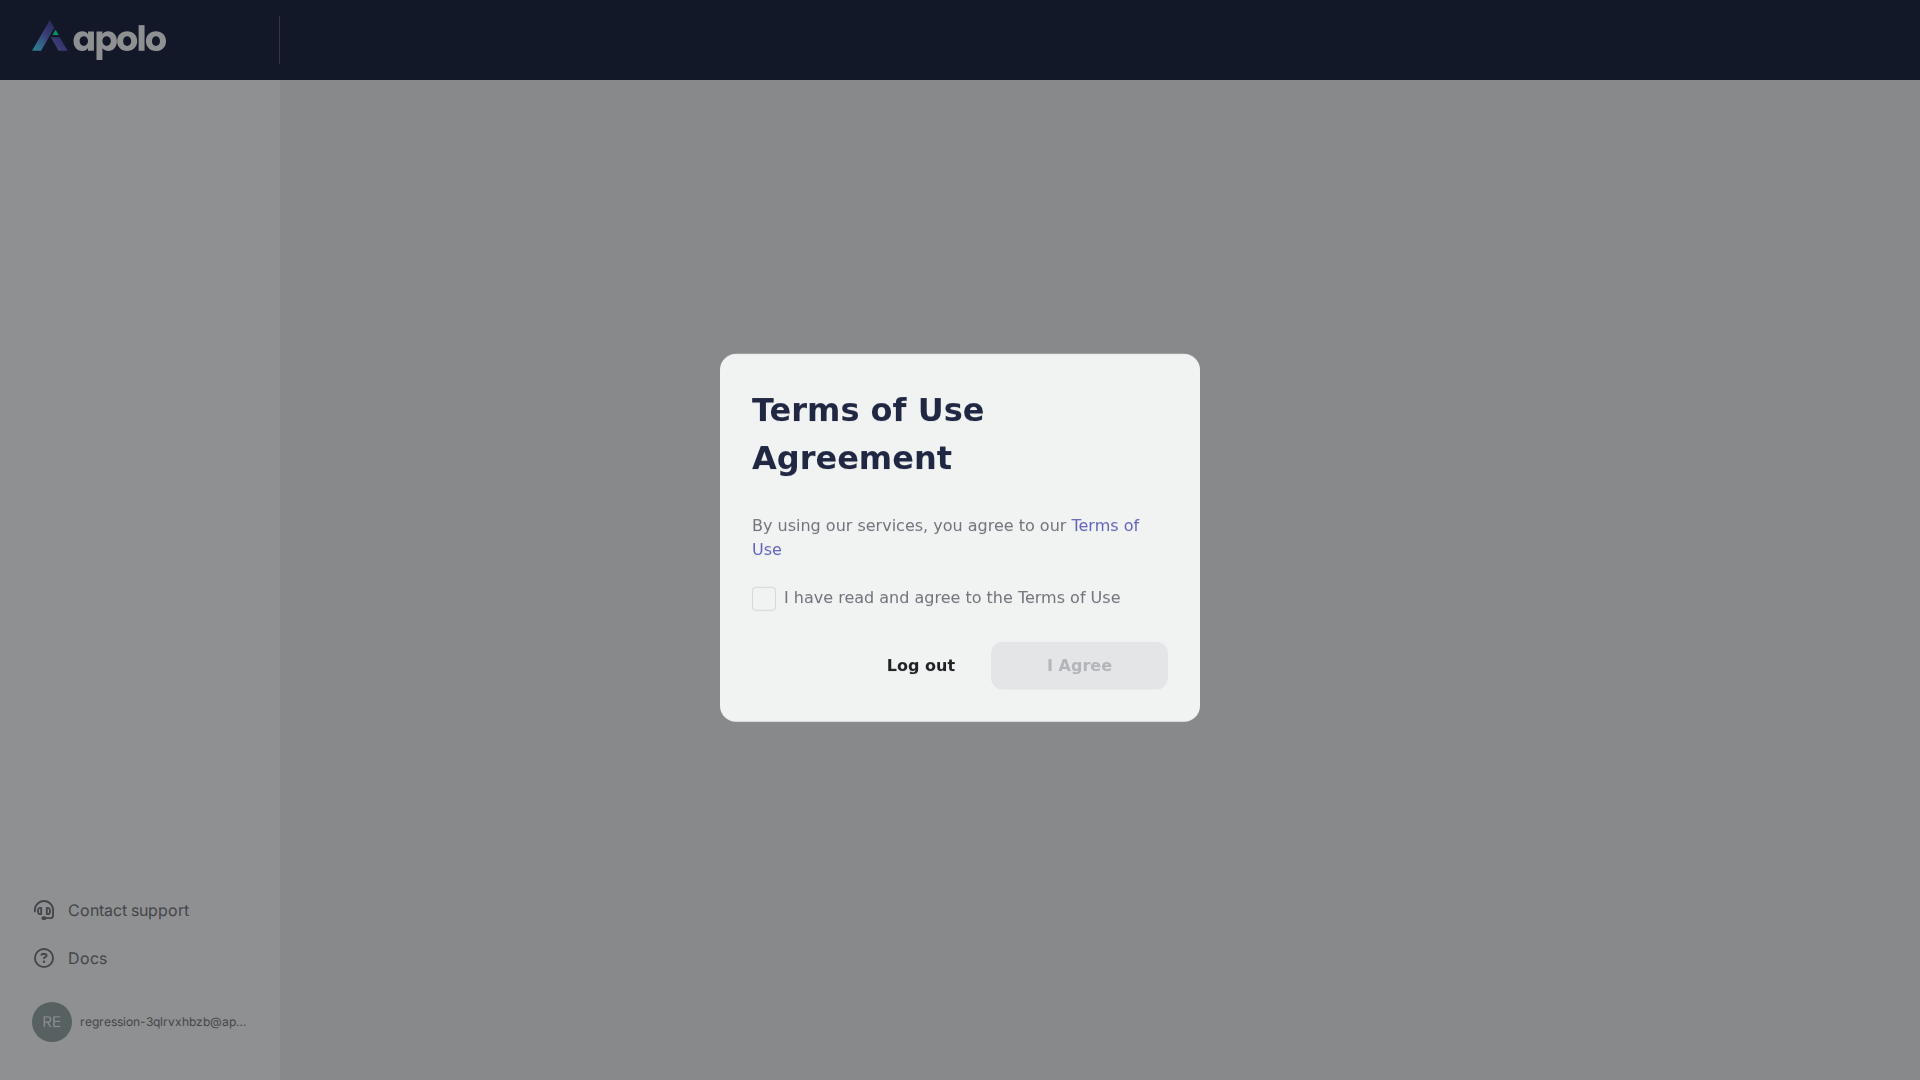 apolo
Terms of Use
Agreement
By using our services, you agree to our Terms of
Use
I have read and agree to the Terms of Use
Log out
I Agree
Contact support
Docs
RE
regression-3qlrvxhbzb@ap...